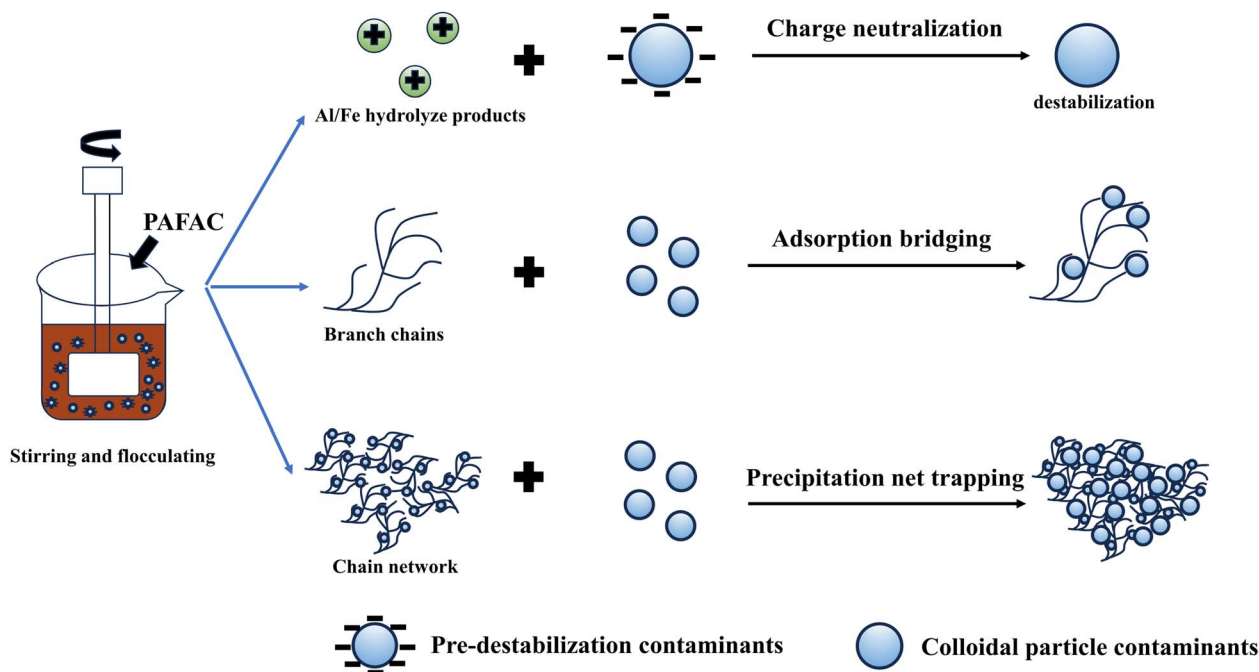 Charge neutralization
Al/Fe hydrolyze products
destabilization
PAFAC
Adsorption bridging
Branch chains
Stirring and flocculating
Precipitation net trapping
Chain network
Pre-destabilization contaminants
Colloidal particle contaminants